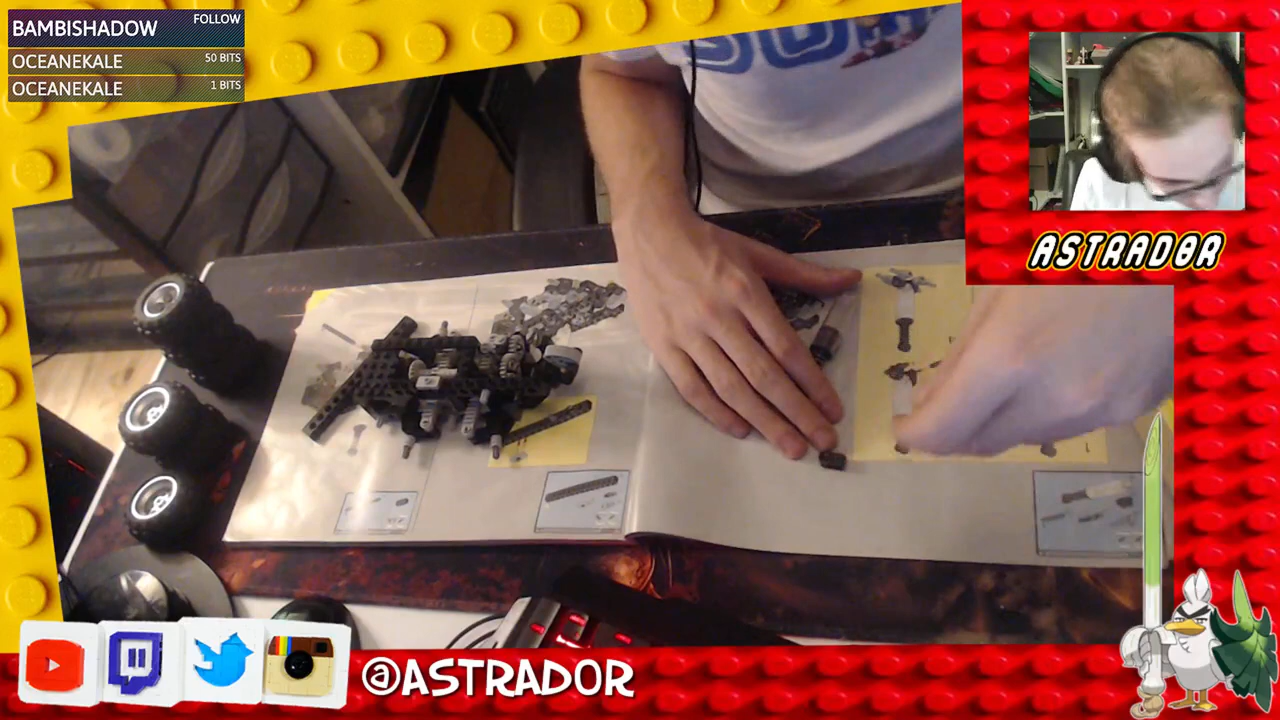 BAMBISHADOW FOLLOW
OCEANEKALE 50 BITS
OCEANEKALE 1 BITS
ASTRADOR
@ASTRADOR